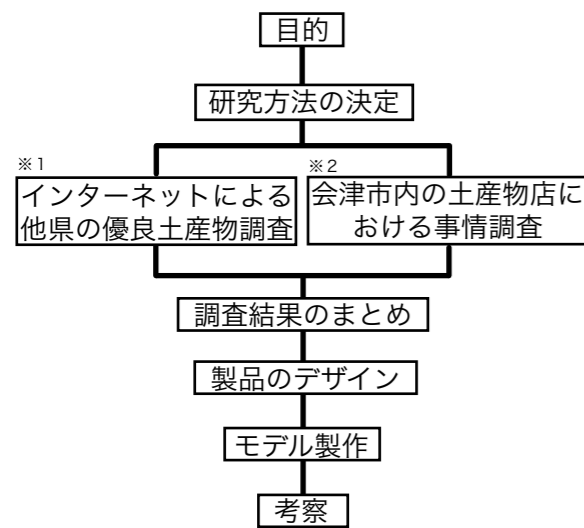 目的
研究方法の決定
※1
インターネットによる
他県の優良土産物調査
※2
会津市内の土産物店に
おける事情調査
調査結果のまとめ
製品のデザイン
モデル製作
考察